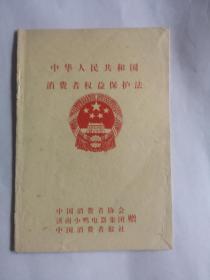 中华人民共和国
消费者权益保护法
中国消费者协会
济南小鸭电器集团赠
中国消费者报社